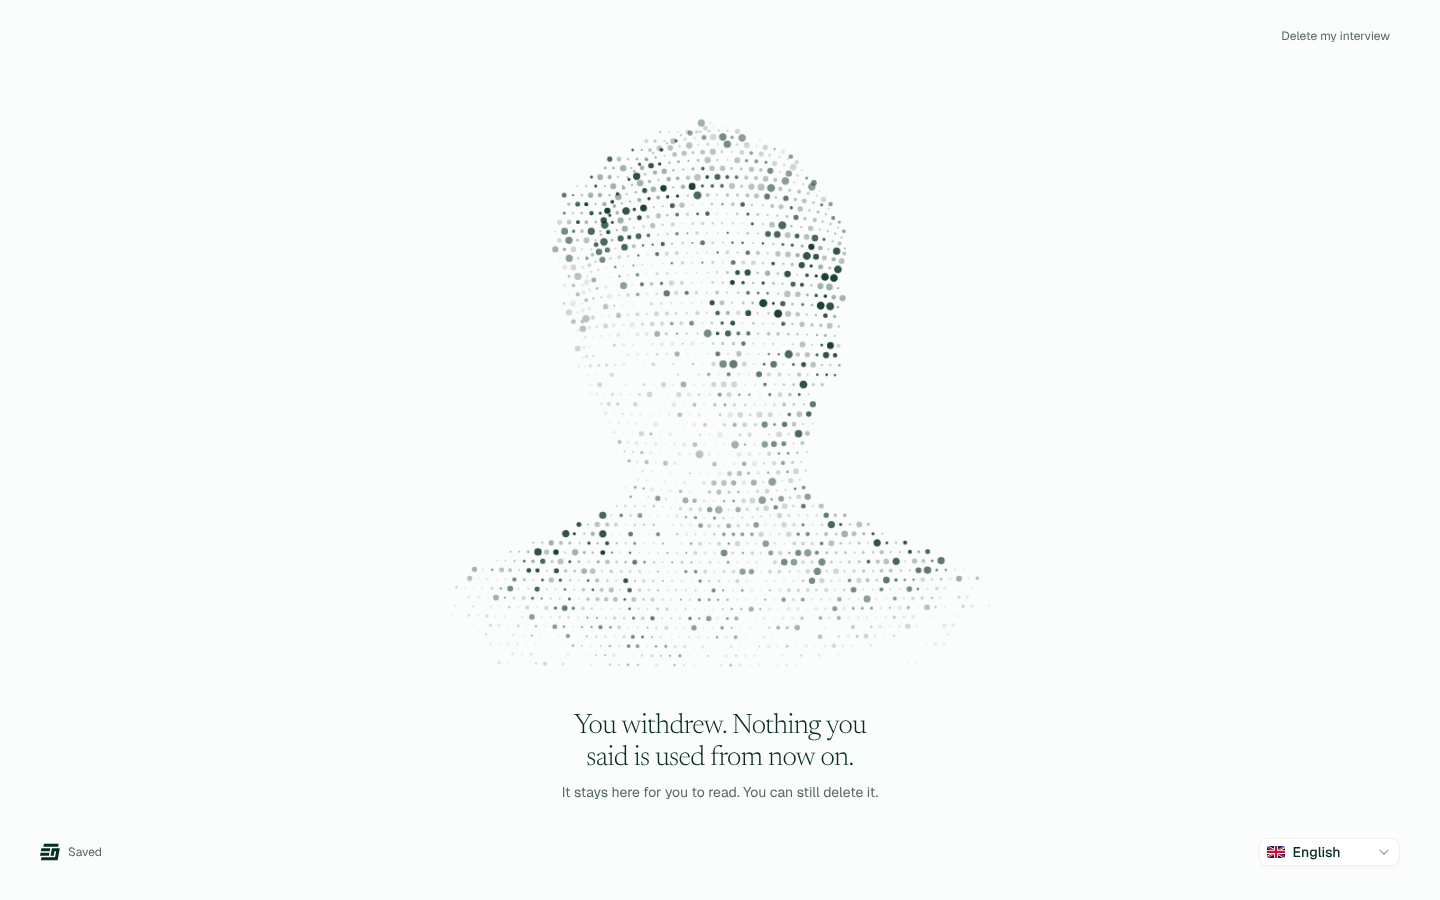 Delete my interview
You withdrew. Nothing you
said is used from now on.
It stays here for you to read. You can still delete it.
Saved
English